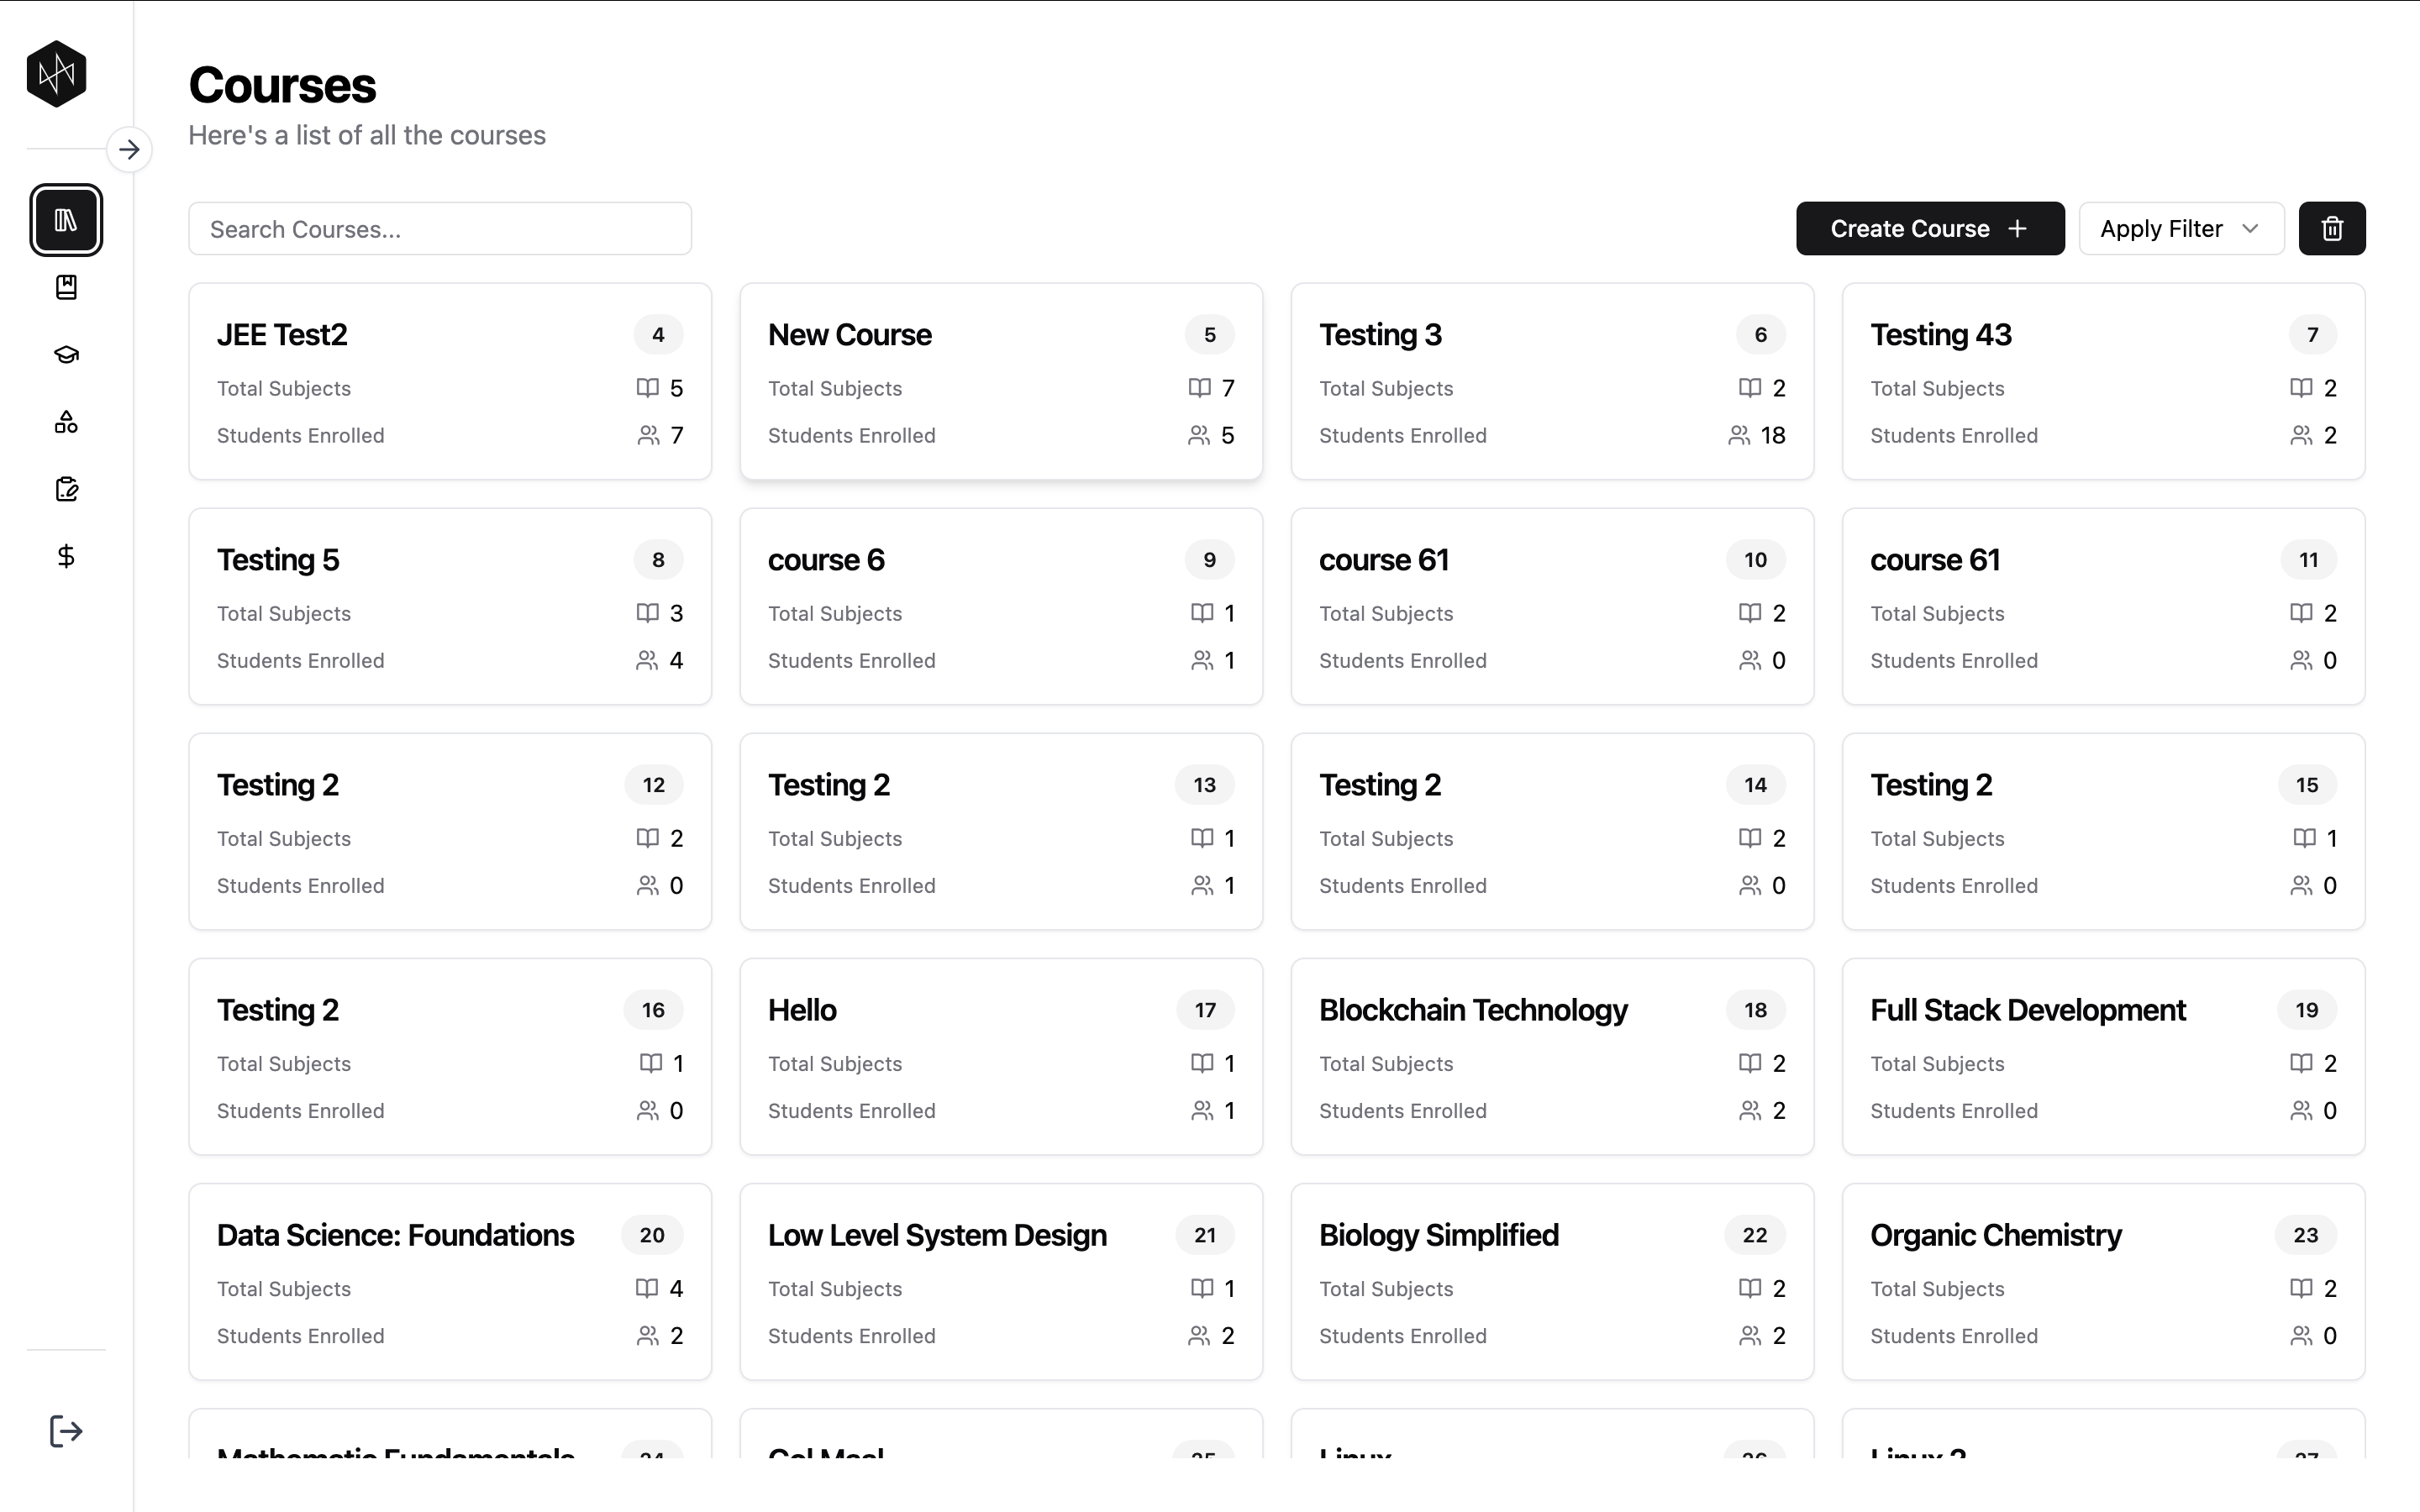 Courses
Here's a list of all the courses
Search Courses...
Create Course
Apply Filter
JEE Test2 4
Total Subjects 5
Students Enrolled 7
New Course 5
Total Subjects 7
Students Enrolled 5
Testing 3 6
Total Subjects 2
Students Enrolled 18
Testing 43 7
Total Subjects 2
Students Enrolled 2
Testing 5 8
Total Subjects 3
Students Enrolled 4
course 6 9
Total Subjects 1
Students Enrolled 1
course 61 10
Total Subjects 2
Students Enrolled 0
course 61 11
Total Subjects 2
Students Enrolled 0
Testing 2 12
Total Subjects 2
Students Enrolled 0
Testing 2 13
Total Subjects 1
Students Enrolled 1
Testing 2 14
Total Subjects 2
Students Enrolled 0
Testing 2 15
Total Subjects 1
Students Enrolled 0
Testing 2 16
Total Subjects 1
Students Enrolled 0
Hello 17
Total Subjects 1
Students Enrolled 1
Blockchain Technology 18
Total Subjects 2
Students Enrolled 2
Full Stack Development 19
Total Subjects 2
Students Enrolled 0
Data Science: Foundations 20
Total Subjects 4
Students Enrolled 2
Low Level System Design 21
Total Subjects 1
Students Enrolled 2
Biology Simplified 22
Total Subjects 2
Students Enrolled 2
Organic Chemistry 23
Total Subjects 2
Students Enrolled 0
Linux